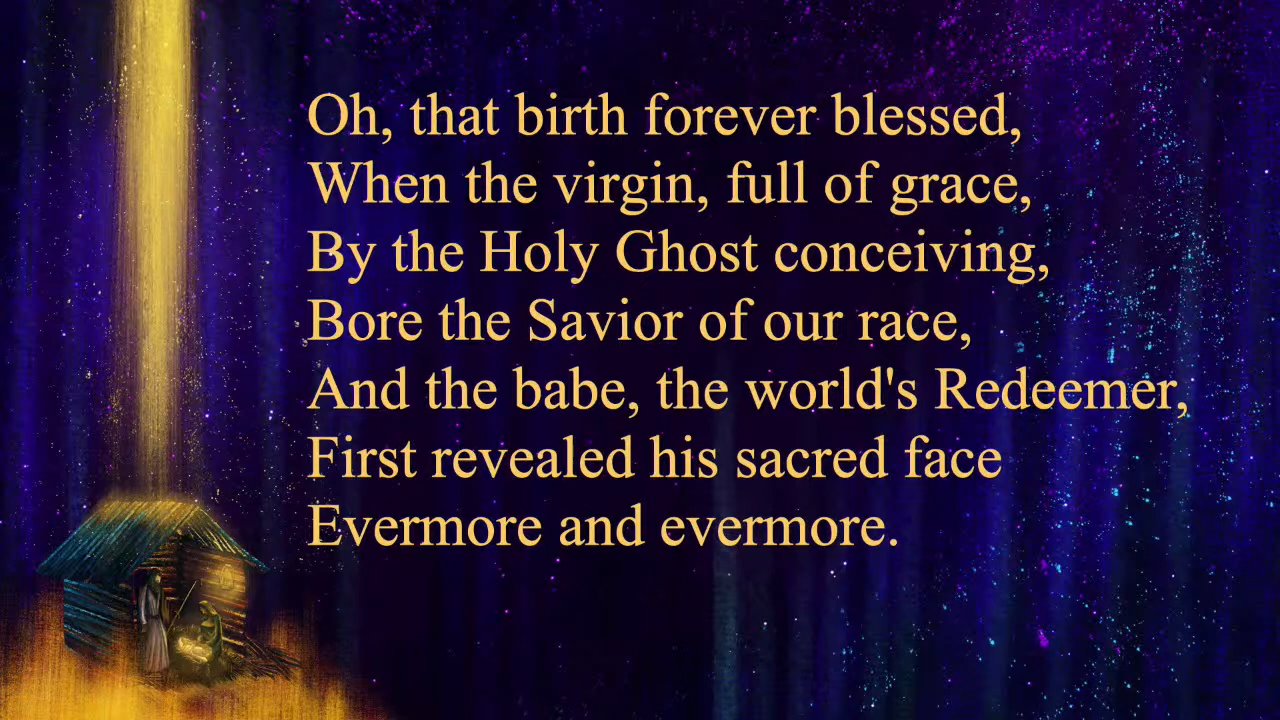 Oh, that birth forever blessed,
When the virgin, full of grace,
By the Holy Ghost conceiving,
Bore the Savior of our race,
And the babe, the world's Redeemer,
First revealed his sacred face
Evermore and evermore.